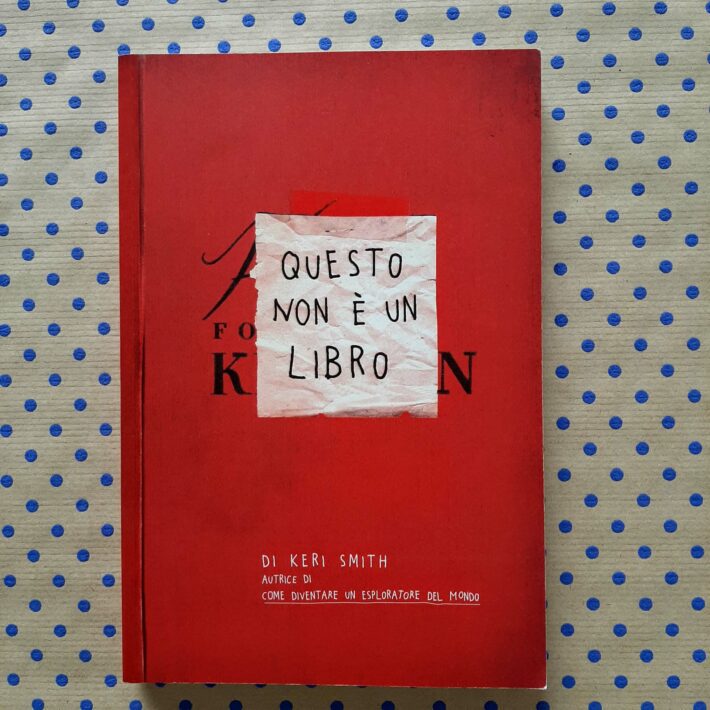 QUESTO
NON È UN
LIBRO
DI KERI SMITH
AUTRICE DI
COME DIVENTARE UN ESPLORATORE DEL MONDO